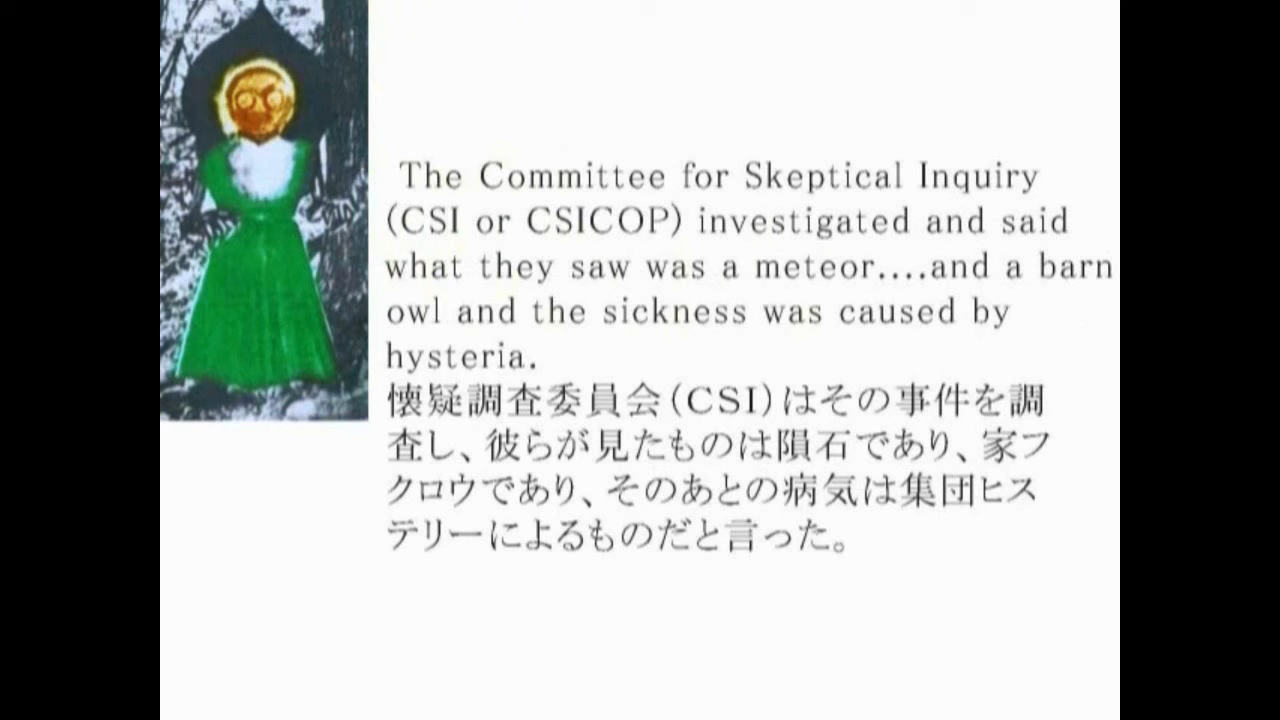 The Committee for Skeptical Inquiry
(CSI or CSICOP) investigated and said
what they saw was a meteor....and a barn
owl and the sickness was caused by
hysteria.
懐疑調査委員会(CSI)はその事件を調
査し、彼らが見たものは隕石であり、家フ
クロウであり、そのあとの病気は集団ヒス
テリーによるものだと言った。